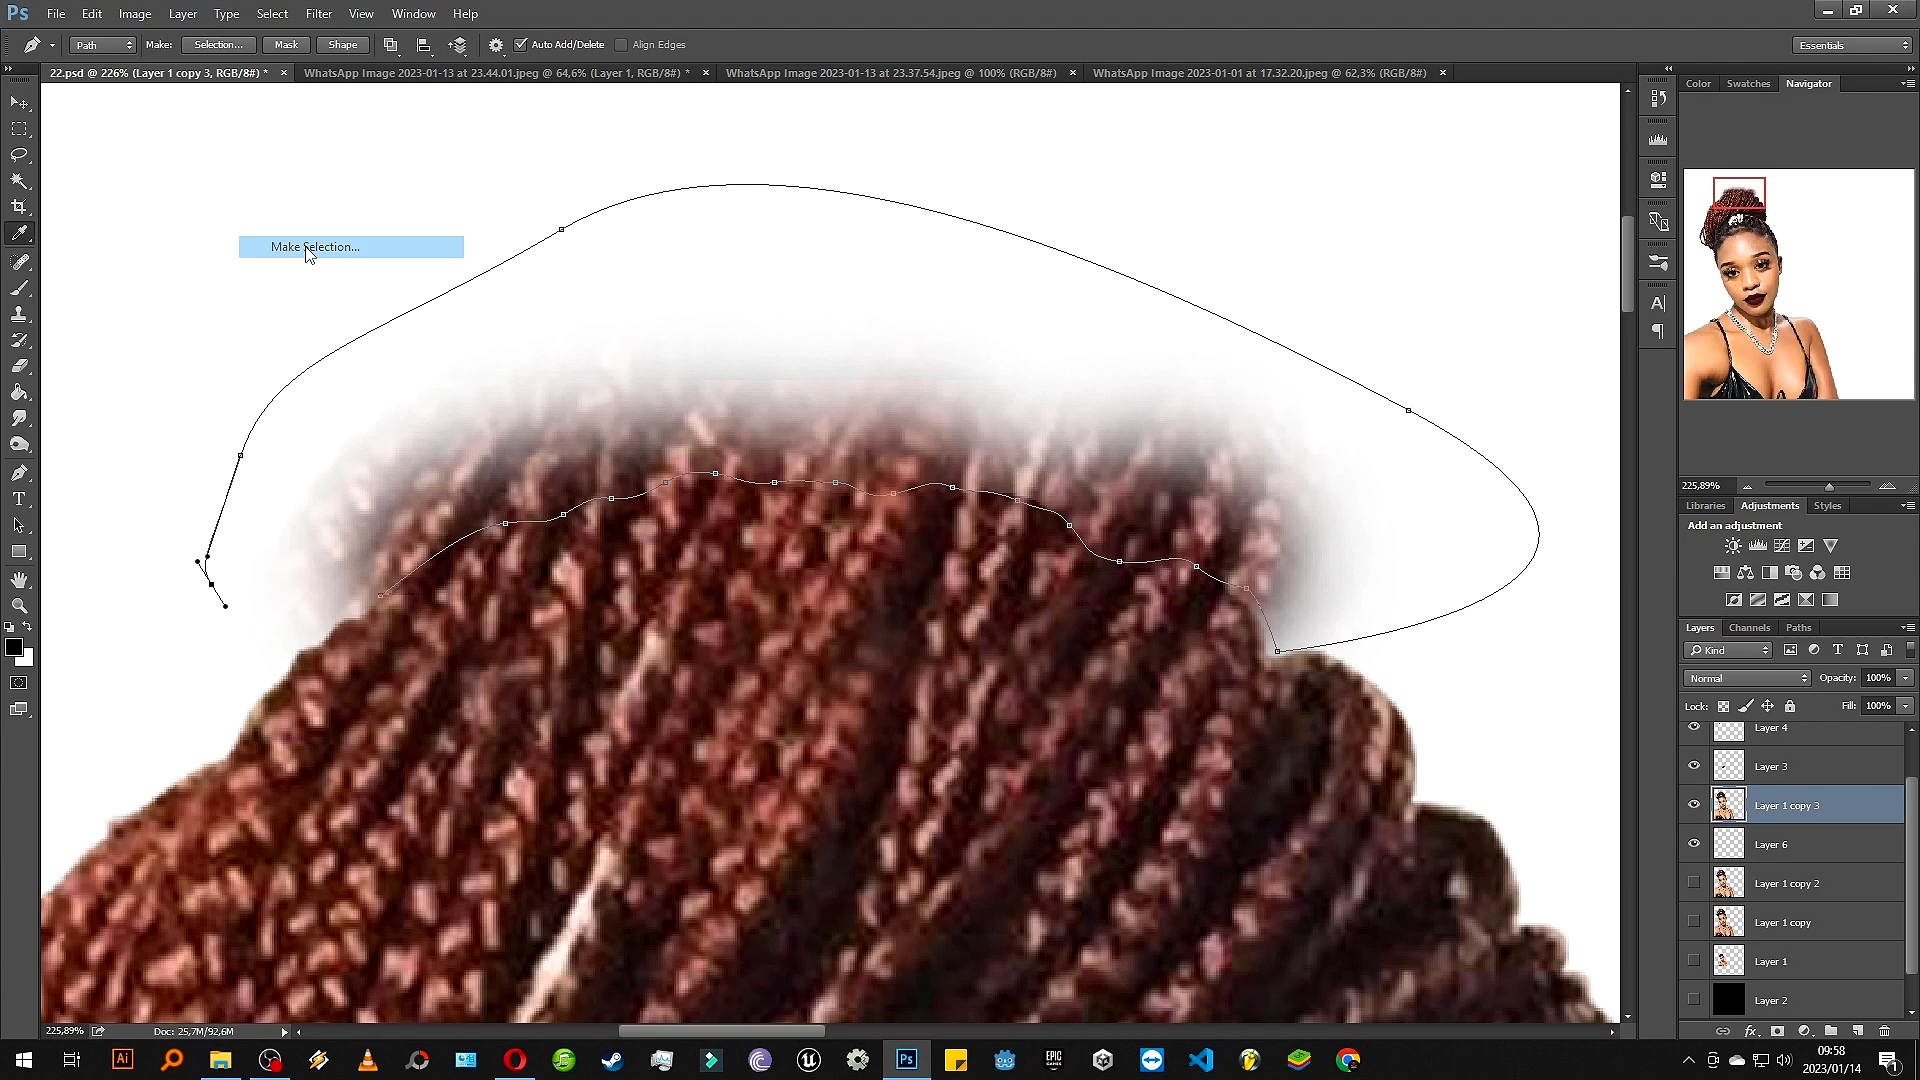 Ps File Edit Image Layer Type Select Filter View Window Help
Path Make: Selection... Mask Shape Auto Add/Delete Align Edges Essentials
22.psd @ 226% (Layer 1 copy 3, RGB/8#) * × WhatsApp Image 2023-01-13 at 23.44.01.jpeg @ 64,6% (Layer 1, RGB/8#) * × WhatsApp Image 2023-01-13 at 23.37.54.jpeg @ 100% (RGB/8#) × WhatsApp Image 2023-01-01 at 17.32.20.jpeg @ 62,3% (RGB/8#) ×
Color Swatches Navigator
Make Selection...
225,89%
Libraries Adjustments Styles
Add an adjustment
Layers Channels Paths
Kind
Normal Opacity: 100%
Lock: Fill: 100%
Layer 4
Layer 3
Layer 1 copy 3
Layer 6
Layer 1 copy 2
Layer 1 copy
Layer 1
Layer 2
225,89% Doc: 25,7M/92,6M
Ai EPIC GAMES Ps
09:58
2023/01/14
1